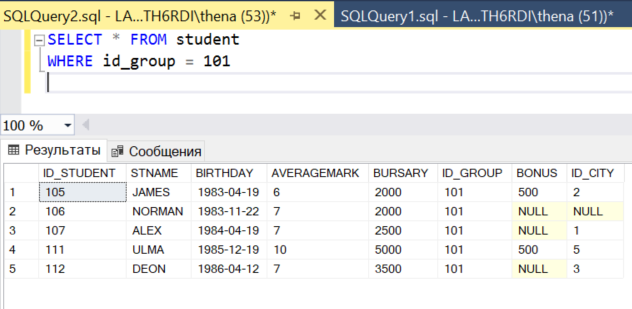 SQLQuery2.sql - LA...TH6RDI\thena (53))* SQLQuery1.sql - LA...TH6RDI\thena (51))*
SELECT * FROM student
WHERE id_group = 101
100 %
Результаты Сообщения
ID_STUDENT STNAME BIRTHDAY AVERAGEMARK BURSARY ID_GROUP BONUS ID_CITY
1 105 JAMES 1983-04-19 6 2000 101 500 2
2 106 NORMAN 1983-11-22 7 2000 101 NULL NULL
3 107 ALEX 1984-04-19 7 2500 101 NULL 1
4 111 ULMA 1985-12-19 10 5000 101 500 5
5 112 DEON 1986-04-12 7 3500 101 NULL 3